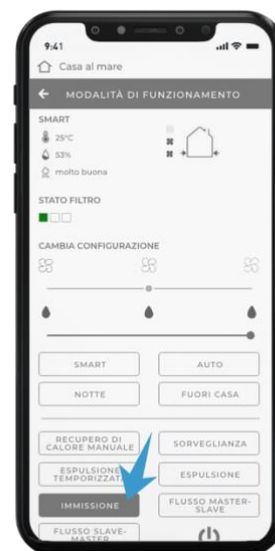 9:41
Casa al mare
MODALITÀ DI FUNZIONAMENTO
SMART
25°C
53%
molto buona
STATO FILTRO
CAMBIA CONFIGURAZIONE
SMART
AUTO
NOTTE
FUORI CASA
RECUPERO DI
CALORE MANUALE
SORVEGLIANZA
ESPULSIONE
TEMPORIZZATA
ESPULSIONE
IMMISSIONE
FLUSSO MASTER-
SLAVE
FLUSSO SLAVE-
MASTER